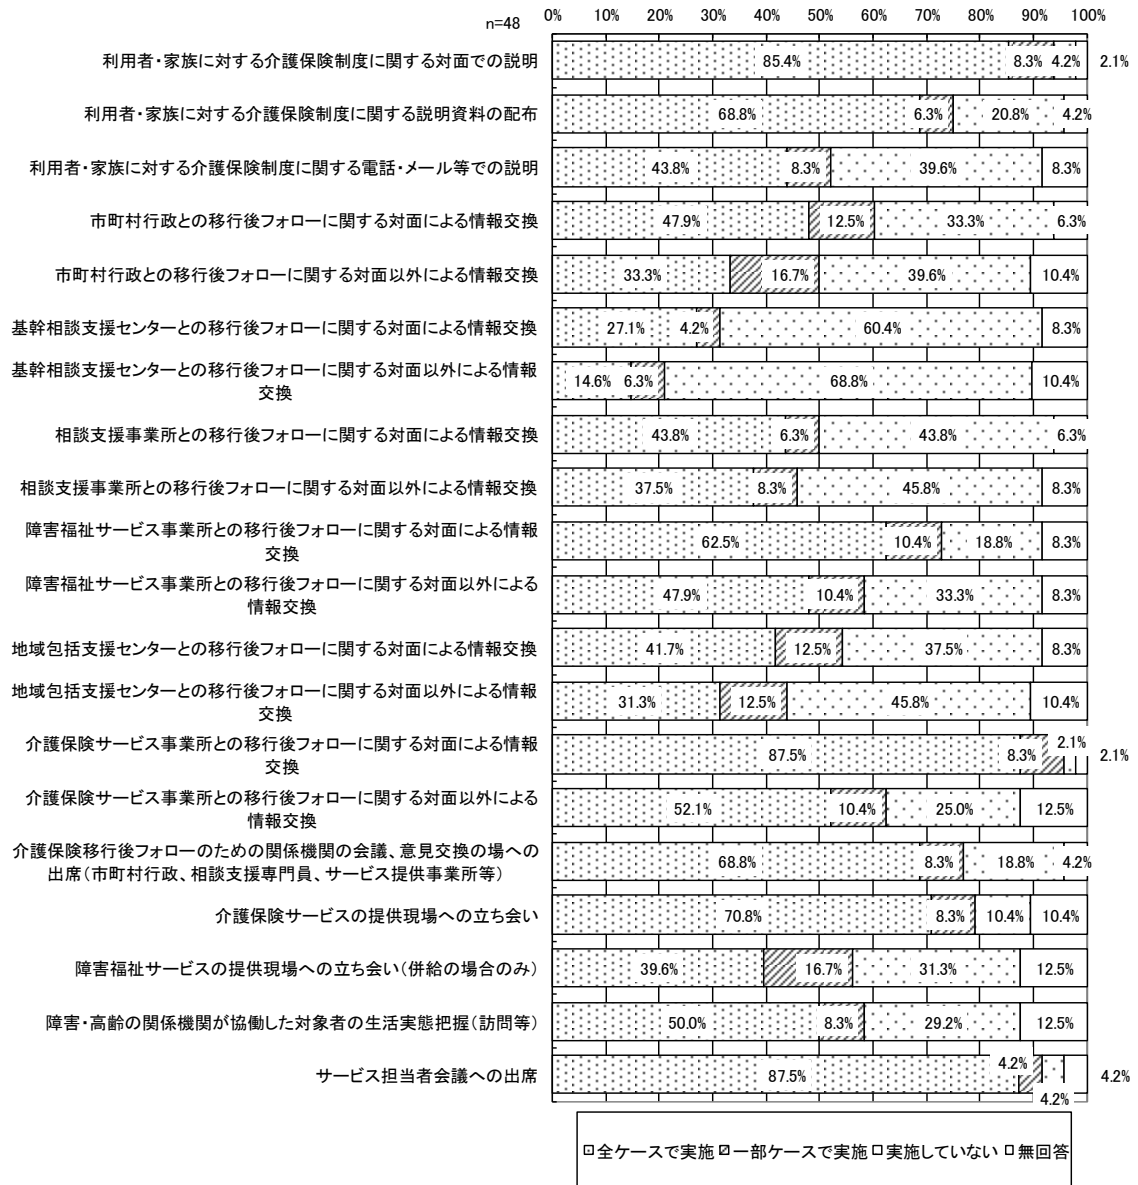 n=48
0% 10% 20% 30% 40% 50% 60% 70% 80% 90% 100%
利用者・家族に対する介護保険制度に関する対面での説明
85.4% 8.3% 4.2% 2.1%
利用者・家族に対する介護保険制度に関する説明資料の配布
68.8% 6.3% 20.8% 4.2%
利用者・家族に対する介護保険制度に関する電話・メール等での説明
43.8% 8.3% 39.6% 8.3%
市町村行政との移行後フォローに関する対面による情報交換
47.9% 12.5% 33.3% 6.3%
市町村行政との移行後フォローに関する対面以外による情報交換
33.3% 16.7% 39.6% 10.4%
基幹相談支援センターとの移行後フォローに関する対面による情報交換
27.1% 4.2% 60.4% 8.3%
基幹相談支援センターとの移行後フォローに関する対面以外による情報
交換
14.6% 6.3% 68.8% 10.4%
相談支援事業所との移行後フォローに関する対面による情報交換
43.8% 6.3% 43.8% 6.3%
相談支援事業所との移行後フォローに関する対面以外による情報交換
37.5% 8.3% 45.8% 8.3%
障害福祉サービス事業所との移行後フォローに関する対面による情報
交換
62.5% 10.4% 18.8% 8.3%
障害福祉サービス事業所との移行後フォローに関する対面以外による
情報交換
47.9% 10.4% 33.3% 8.3%
地域包括支援センターとの移行後フォローに関する対面による情報交換
41.7% 12.5% 37.5% 8.3%
地域包括支援センターとの移行後フォローに関する対面以外による情報
交換
31.3% 12.5% 45.8% 10.4%
介護保険サービス事業所との移行後フォローに関する対面による情報
交換
87.5% 8.3% 2.1% 2.1%
介護保険サービス事業所との移行後フォローに関する対面以外による
情報交換
52.1% 10.4% 25.0% 12.5%
介護保険移行後フォローのための関係機関の会議、意見交換の場への
出席(市町村行政、相談支援専門員、サービス提供事業所等)
68.8% 8.3% 18.8% 4.2%
介護保険サービスの提供現場への立ち会い
70.8% 8.3% 10.4% 10.4%
障害福祉サービスの提供現場への立ち会い(併給の場合のみ)
39.6% 16.7% 31.3% 12.5%
障害・高齢の関係機関が協働した対象者の生活実態把握(訪問等)
50.0% 8.3% 29.2% 12.5%
サービス担当者会議への出席
87.5% 4.2% 4.2% 4.2%
全ケースで実施 一部ケースで実施 実施していない 無回答